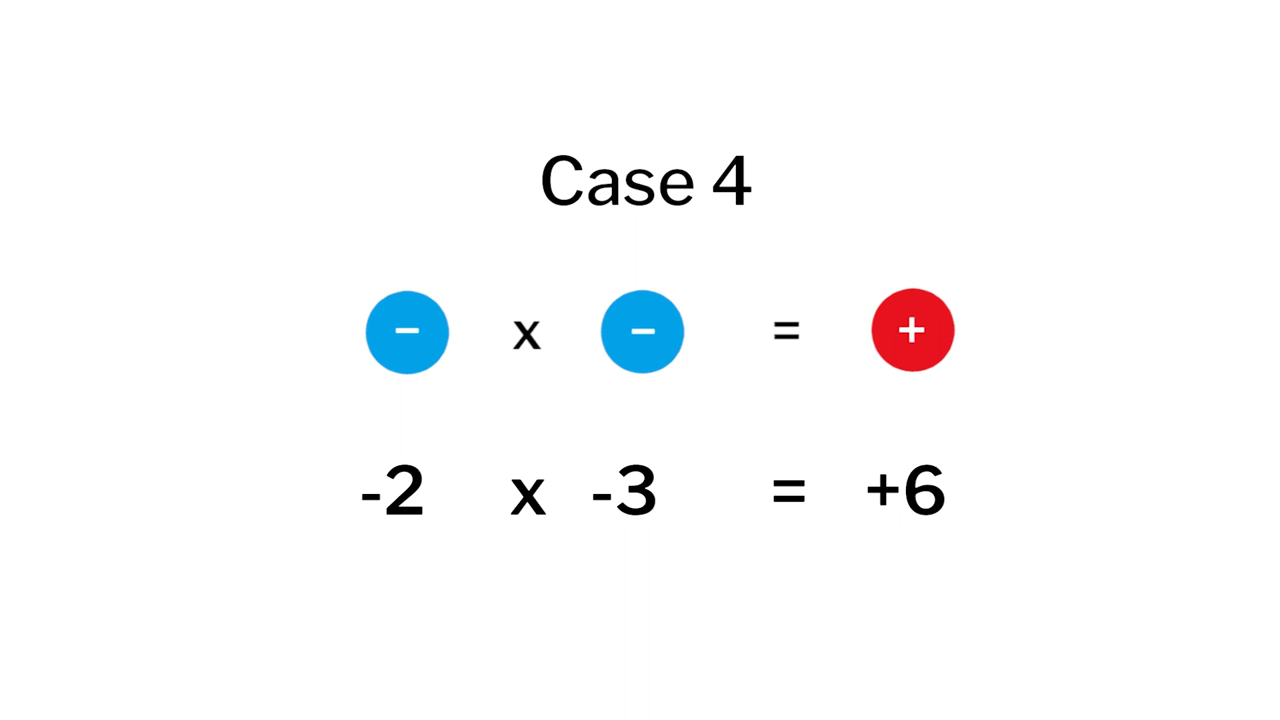 Case 4
− x − = +
-2 x -3 = +6